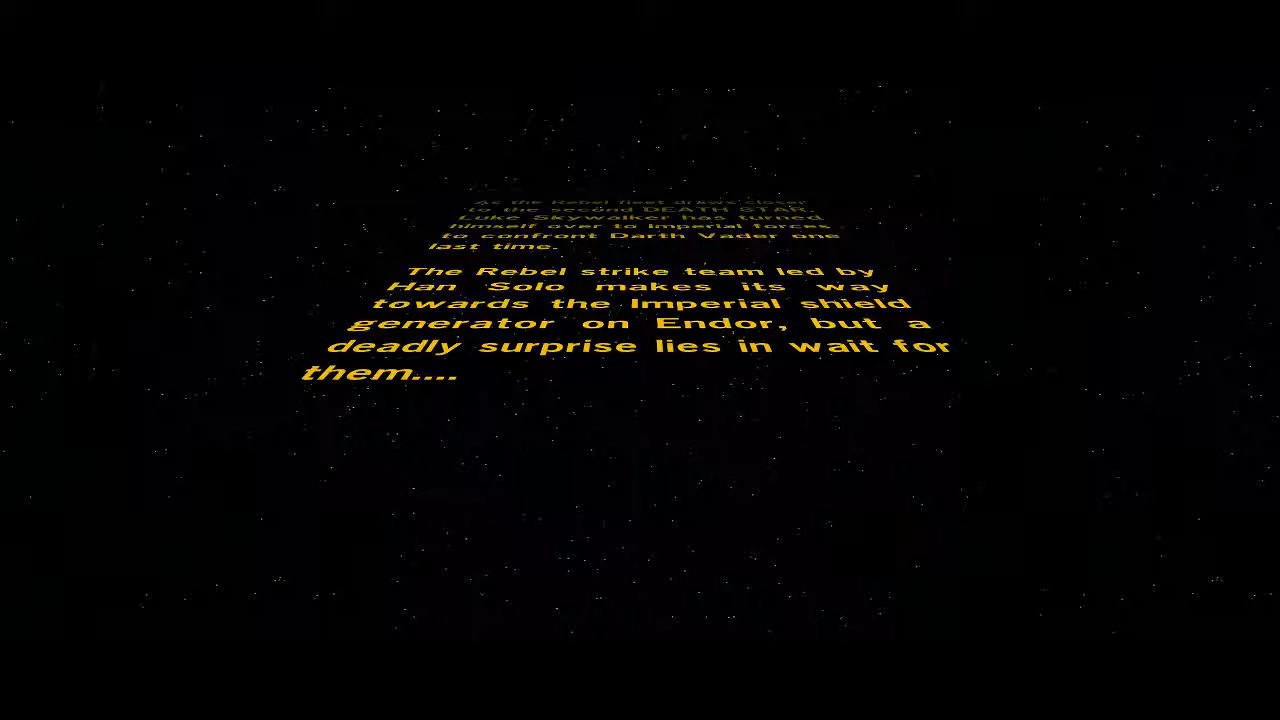 As the Rebel fleet draws closer
to the second DEATH STAR,
Luke Skywalker has turned
himself over to Imperial forces
to confront Darth Vader one
last time.
The Rebel strike team led by
Han Solo makes its way
towards the Imperial shield
generator on Endor, but a
deadly surprise lies in wait for
them....